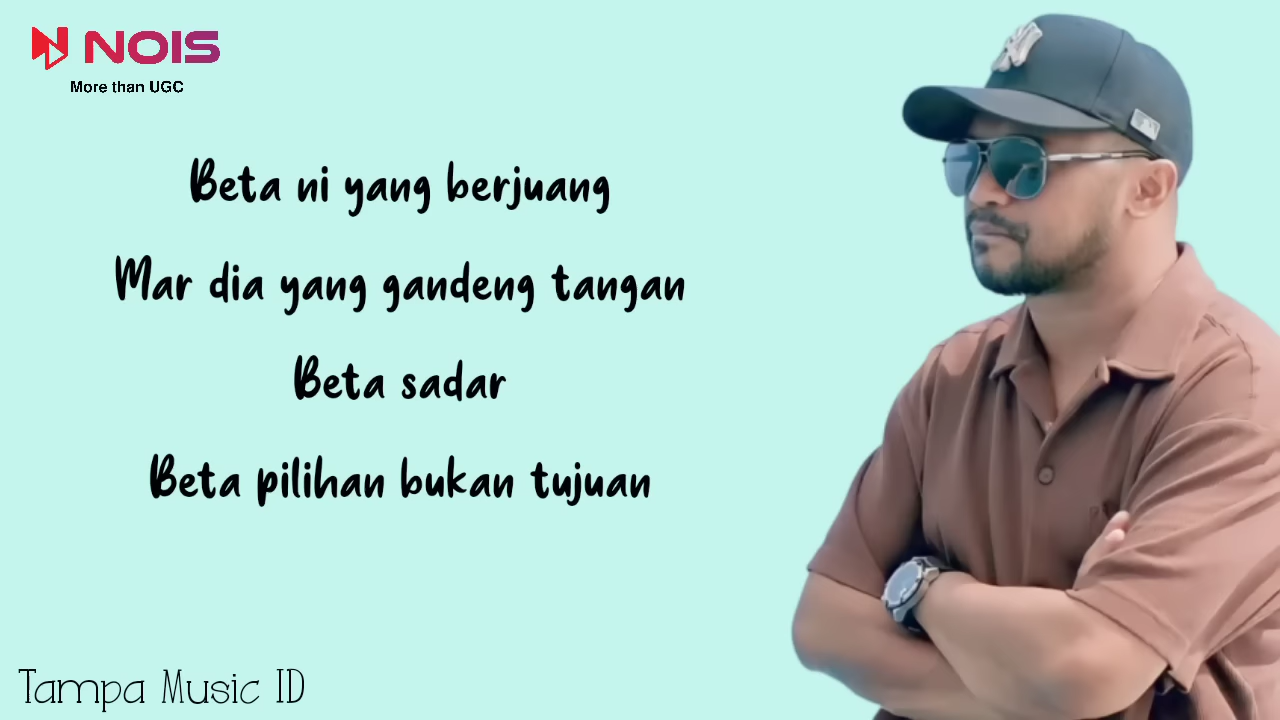 NOIS
More than UGC
Beta ni yang berjuang
Mar dia yang gandeng tangan
Beta sadar
Beta pilihan bukan tujuan
Tampa Music ID